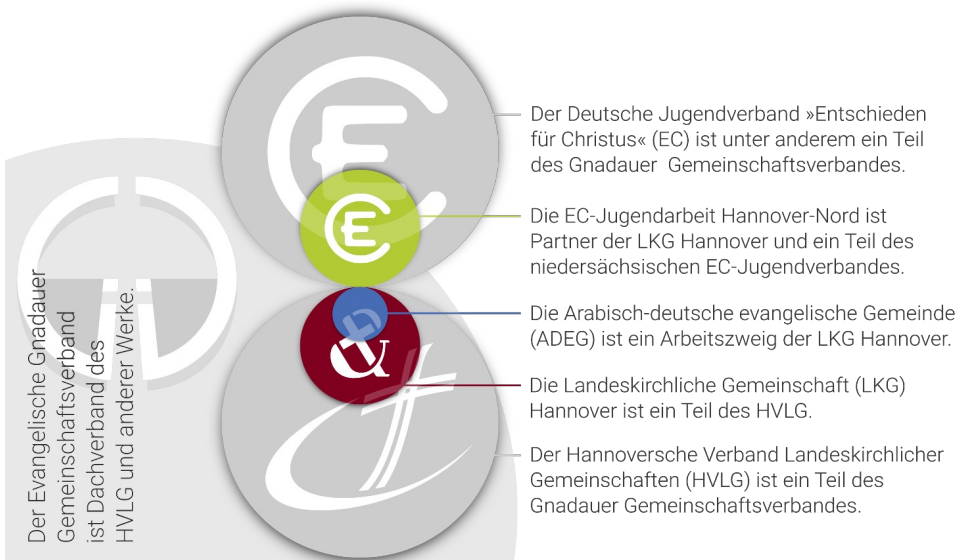 Der Deutsche Jugendverband »Entschieden
für Christus« (EC) ist unter anderem ein Teil
des Gnadauer Gemeinschaftsverbandes.
Die EC-Jugendarbeit Hannover-Nord ist
Partner der LKG Hannover und ein Teil des
niedersächsischen EC-Jugendverbandes.
Die Arabisch-deutsche evangelische Gemeinde
(ADEG) ist ein Arbeitszweig der LKG Hannover.
Die Landeskirchliche Gemeinschaft (LKG)
Hannover ist ein Teil des HVLG.
Der Hannoversche Verband Landeskirchlicher
Gemeinschaften (HVLG) ist ein Teil des
Gnadauer Gemeinschaftsverbandes.
Der Evangelische Gnadauer
Gemeinschaftsverband
ist Dachverband des
HVLG und anderer Werke.
EC
EC
&